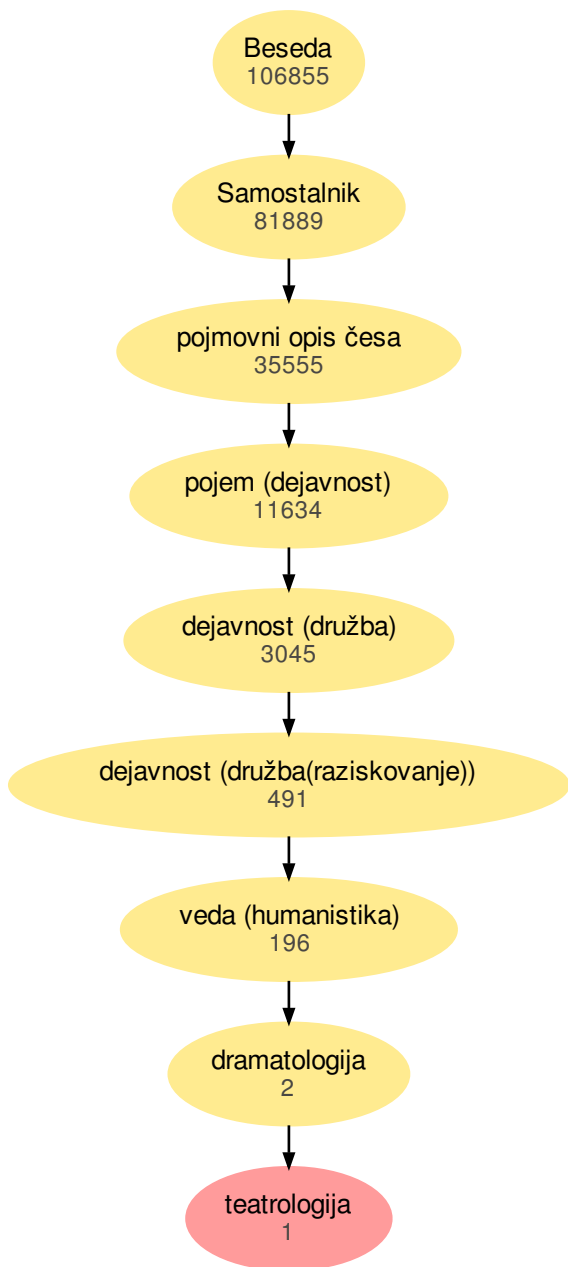 Beseda
106855
Samostalnik
81889
pojmovni opis česa
35555
pojem (dejavnost)
11634
dejavnost (družba)
3045
dejavnost (družba(raziskovanje))
491
veda (humanistika)
196
dramatologija
2
teatrologija
1